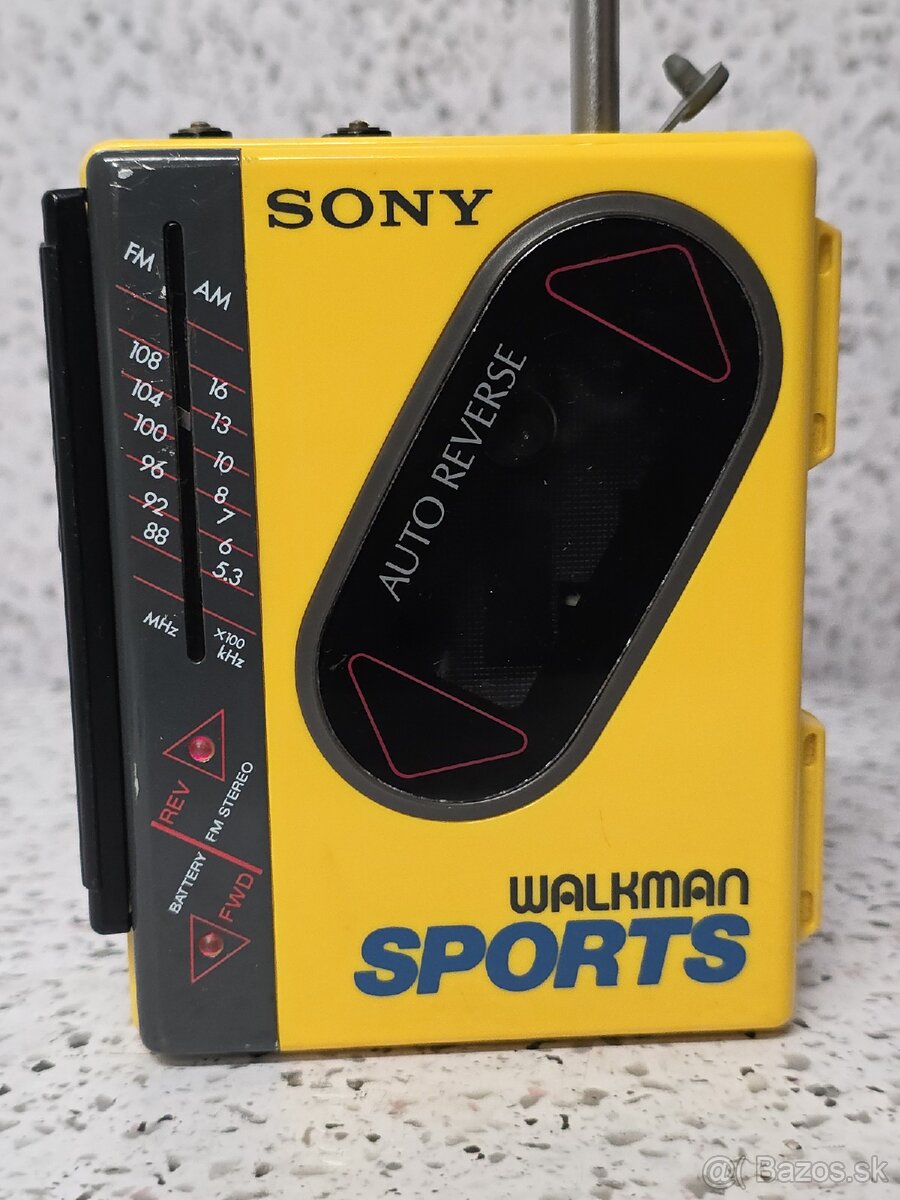 SONY
FM
AM
108
104
100
96
92
88
16
13
10
8
7
6
5.3
MHz
X100
kHz
AUTO REVERSE
REV
FM STEREO
BATTERY
FWD
WALKMAN
SPORTS
@( Bazos.sk